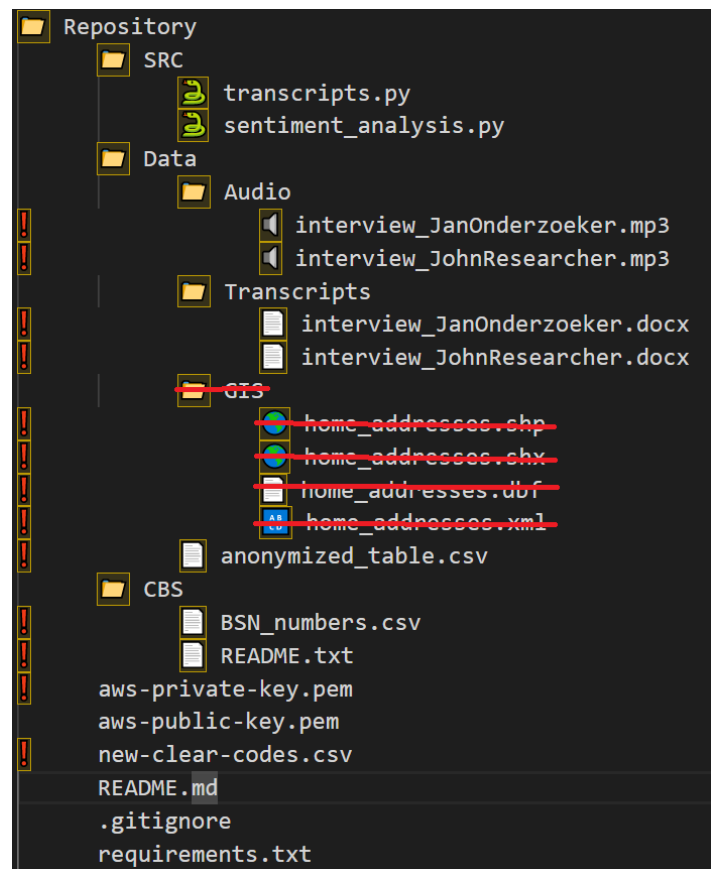 Repository
SRC
transcripts.py
sentiment_analysis.py
Data
Audio
interview_JanOnderzoeker.mp3
interview_JohnResearcher.mp3
Transcripts
interview_JanOnderzoeker.docx
interview_JohnResearcher.docx
GIS
home_addresses.shp
home_addresses.shx
home_addresses.dbf
home_addresses.xml
anonymized_table.csv
CBS
BSN_numbers.csv
README.txt
aws-private-key.pem
aws-public-key.pem
new-clear-codes.csv
README.md
.gitignore
requirements.txt